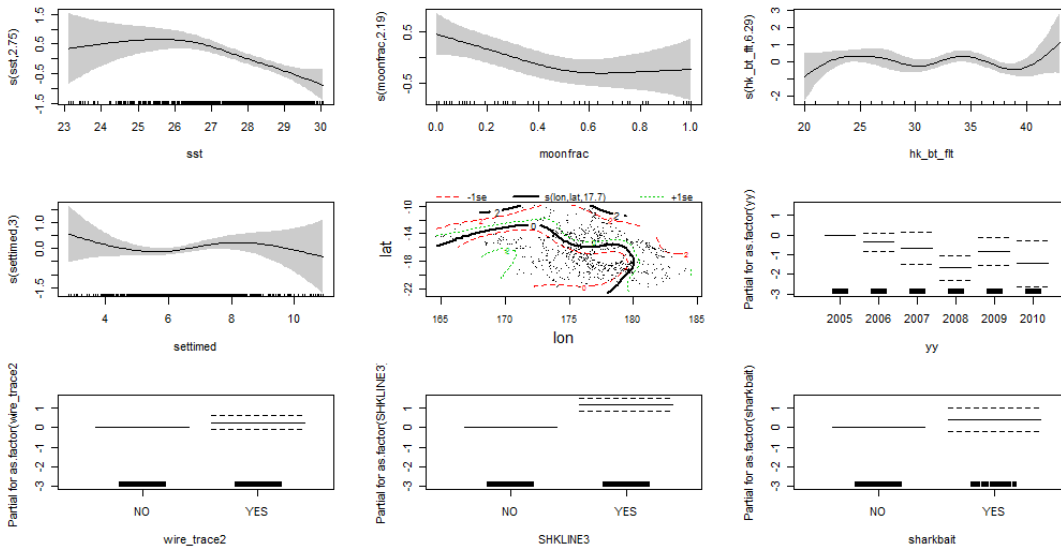 s(sst,2.75)
1.5
0.5
-0.5
-1.5
23 24 25 26 27 28 29 30
sst
s(moonfrac,2.19)
0.5
-0.5
0.0 0.2 0.4 0.6 0.8 1.0
moonfrac
s(hk_bt_flt,6.29)
3
2
1
0
-2
20 25 30 35 40
hk_bt_flt
s(settimed,3)
1.0
0.0
-1.5
4 6 8 10
settimed
-1se s(lon,lat,17.7) +1se
lat
-10
-14
-18
-22
2
2
0
0
-2
165 170 175 180 185
lon
Partial for as.factor(yy)
1
0
-1
-2
-3
2005 2006 2007 2008 2009 2010
yy
Partial for as.factor(wire_trace2
1
0
-1
-2
-3
NO YES
wire_trace2
Partial for as.factor(SHKLINE3)
1
0
-1
-2
-3
NO YES
SHKLINE3
Partial for as.factor(sharkbait)
1
0
-1
-2
-3
NO YES
sharkbait